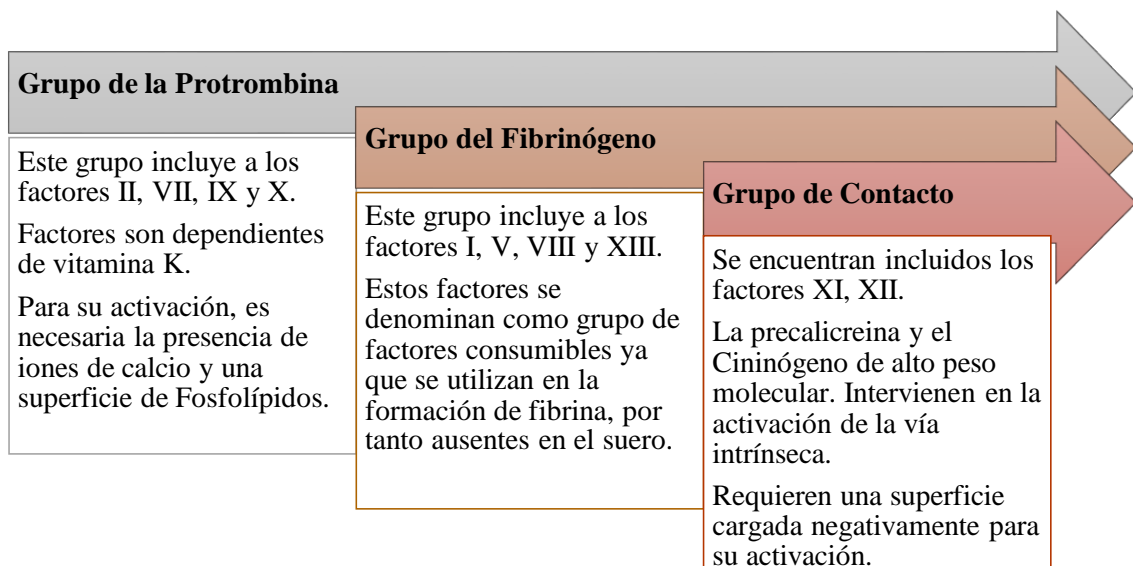 Grupo de la Protrombina
Este grupo incluye a los
factores II, VII, IX y X.
Factores son dependientes
de vitamina K.
Para su activación, es
necesaria la presencia de
iones de calcio y una
superficie de Fosfolípidos.
Grupo del Fibrinógeno
Este grupo incluye a los
factores I, V, VIII y XIII.
Estos factores se
denominan como grupo de
factores consumibles ya
que se utilizan en la
formación de fibrina, por
tanto ausentes en el suero.
Grupo de Contacto
Se encuentran incluidos los
factores XI, XII.
La precalicreina y el
Cininógeno de alto peso
molecular. Intervienen en la
activación de la vía
intrínseca.
Requieren una superficie
cargada negativamente para
su activación.